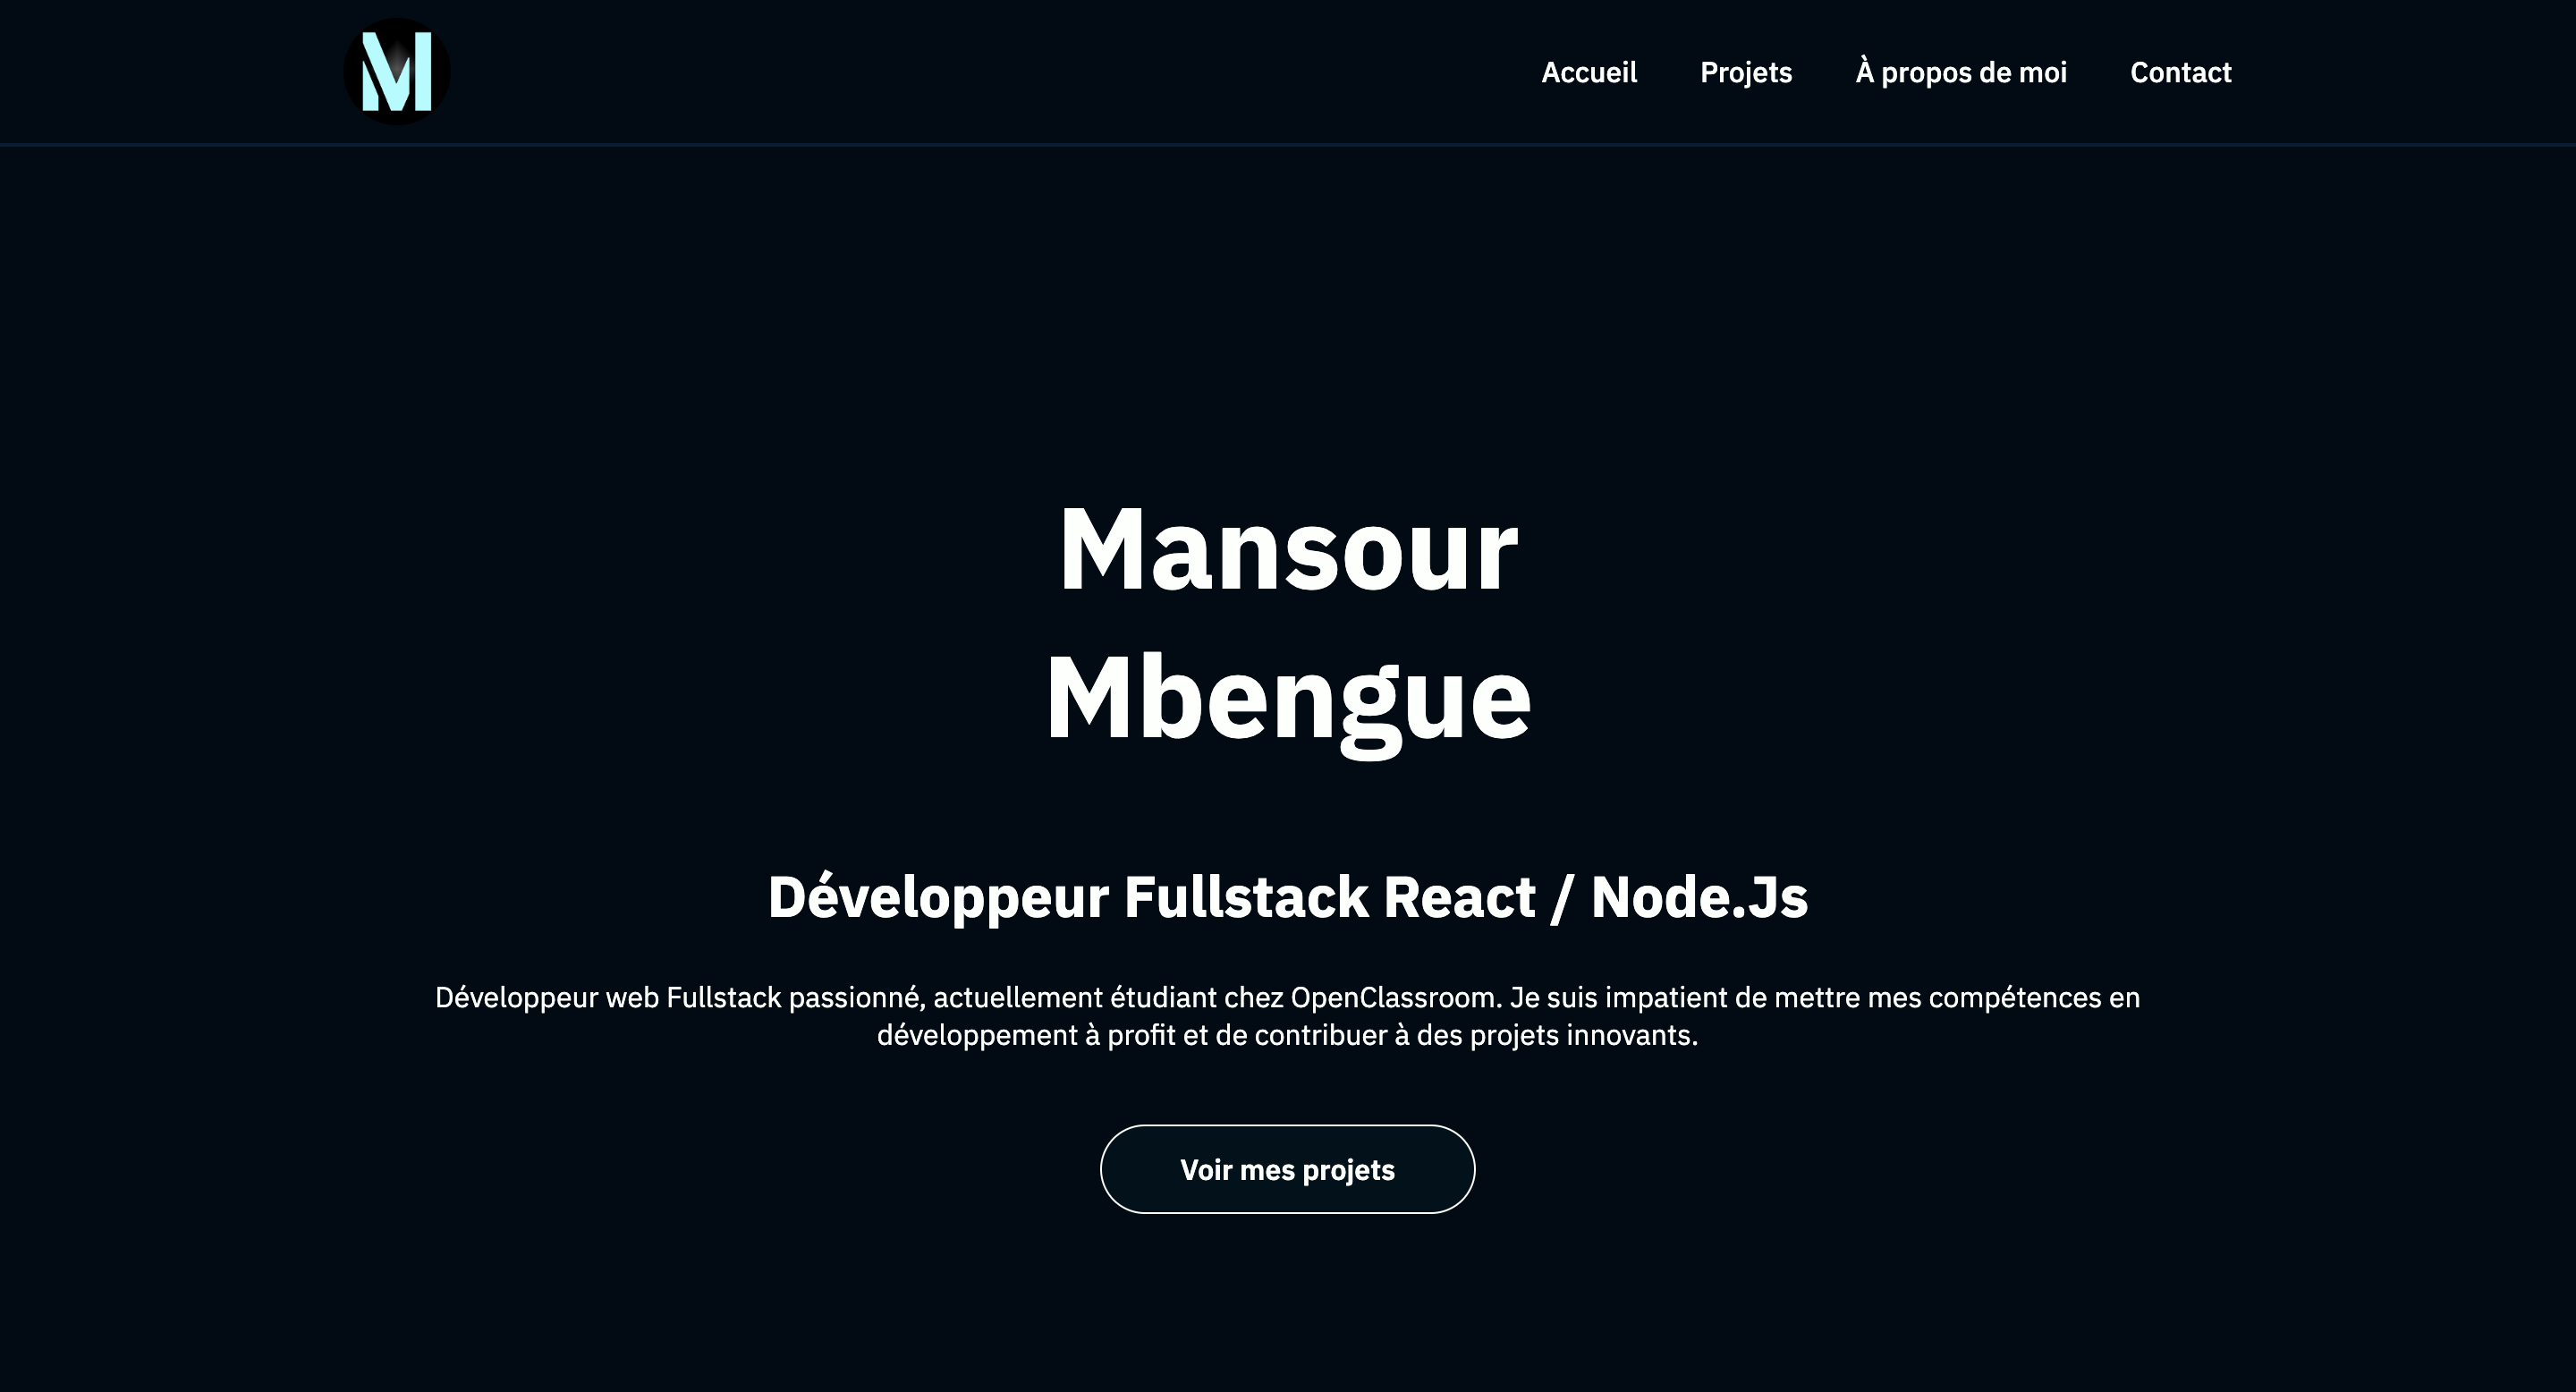 M
Accueil Projets À propos de moi Contact
Mansour
Mbengue
Développeur Fullstack React / Node.Js
Développeur web Fullstack passionné, actuellement étudiant chez OpenClassroom. Je suis impatient de mettre mes compétences en
développement à profit et de contribuer à des projets innovants.
Voir mes projets